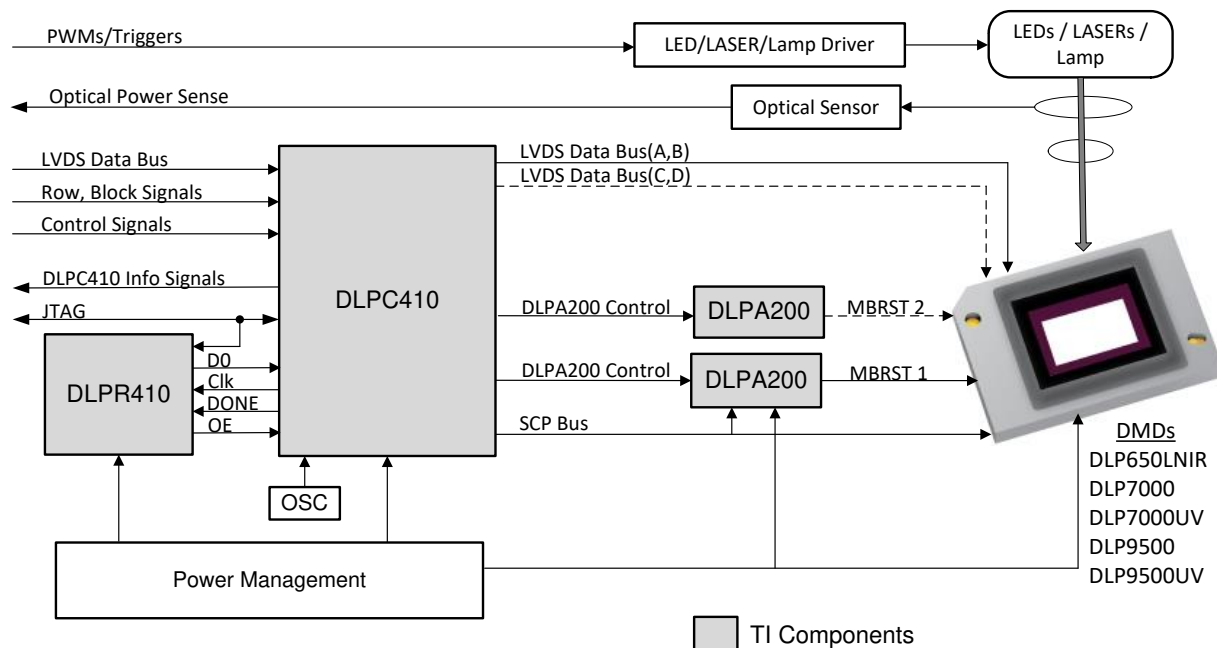 PWMs/Triggers
LED/LASER/Lamp Driver
LEDs / LASERs /
Lamp
Optical Power Sense
Optical Sensor
LVDS Data Bus
Row, Block Signals
Control Signals
DLPC410 Info Signals
JTAG
DLPR410
D0
Clk
DONE
OE
DLPC410
OSC
LVDS Data Bus(A,B)
LVDS Data Bus(C,D)
DLPA200 Control
DLPA200
MBRST 2
DLPA200 Control
DLPA200
MBRST 1
SCP Bus
DMDs
DLP650LNIR
DLP7000
DLP7000UV
DLP9500
DLP9500UV
Power Management
TI Components